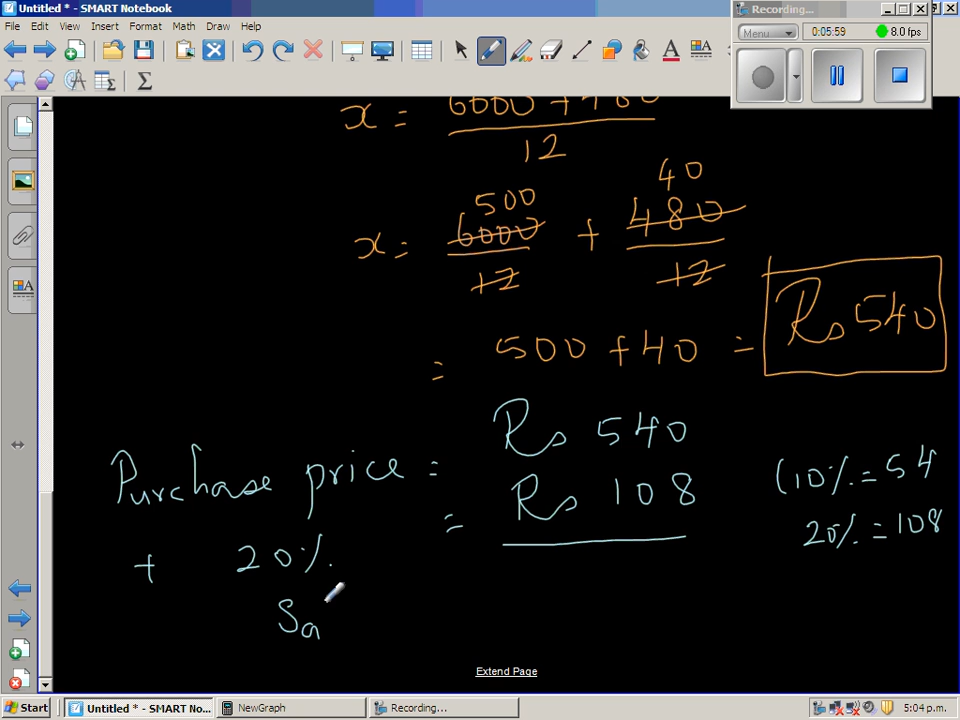 Untitled * - SMART Notebook
Recording...
File Edit View Insert Format Math Draw Help
Menu
0:05:59
8.0 fps
x = 6000 + 480
12
500 40
x = 6000 + 480
12 12
= 500 + 40 = Rs 540
Purchase price = Rs 540
= Rs 108
(10% = 54
20% = 108
+ 20%
Sa
Extend Page
Start
Untitled * - SMART No...
NewGraph
Recording...
5:04 p.m.